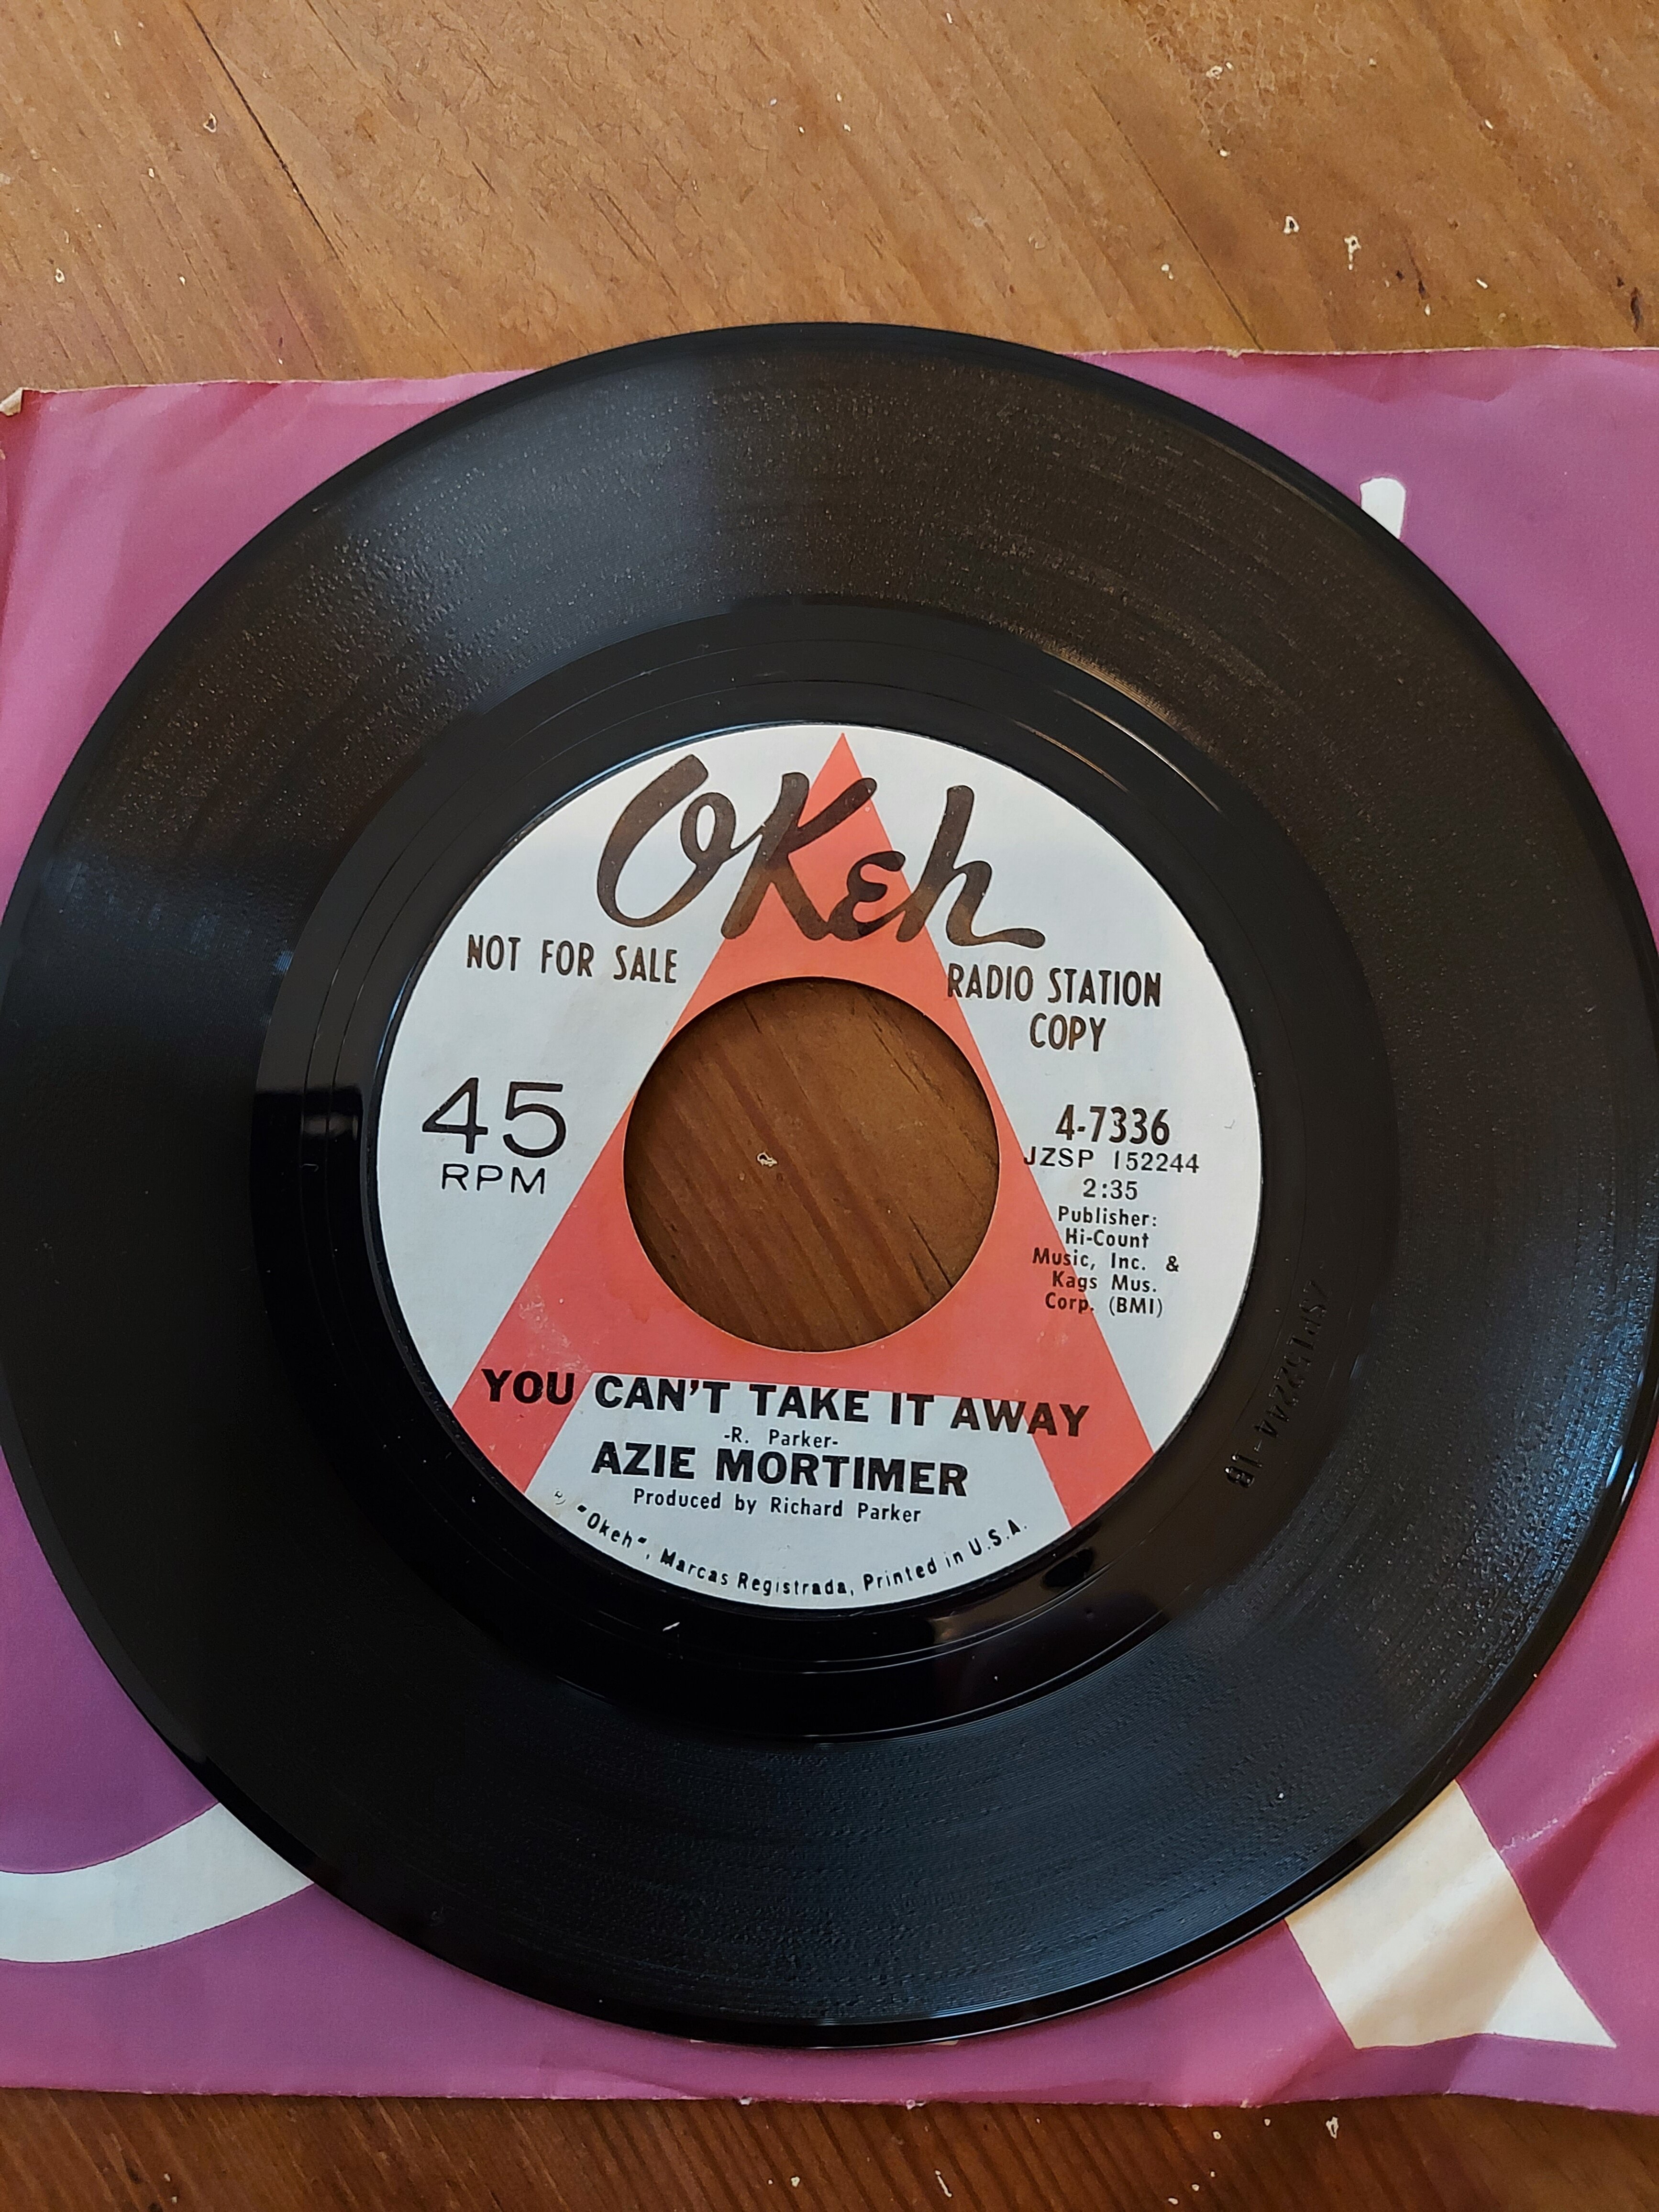 OKeh
NOT FOR SALE
RADIO STATION
COPY
45
RPM
4-7336
JZSP 152244
2:35
Publisher:
Hi-Count
Music, Inc. &
Kags Mus.
Corp. (BMI)
YOU CAN'T TAKE IT AWAY
-R. Parker-
AZIE MORTIMER
Produced by Richard Parker
"Okeh", Marcas Registrada, Printed in U.S.A.